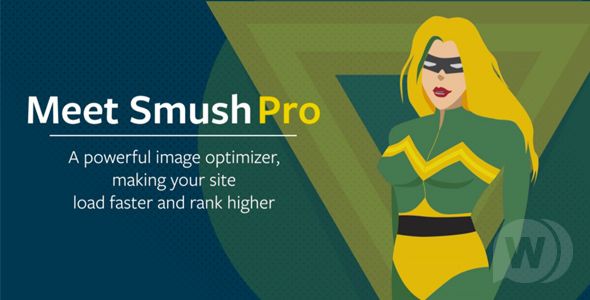 Meet Smush Pro
A powerful image optimizer,
making your site
load faster and rank higher
W